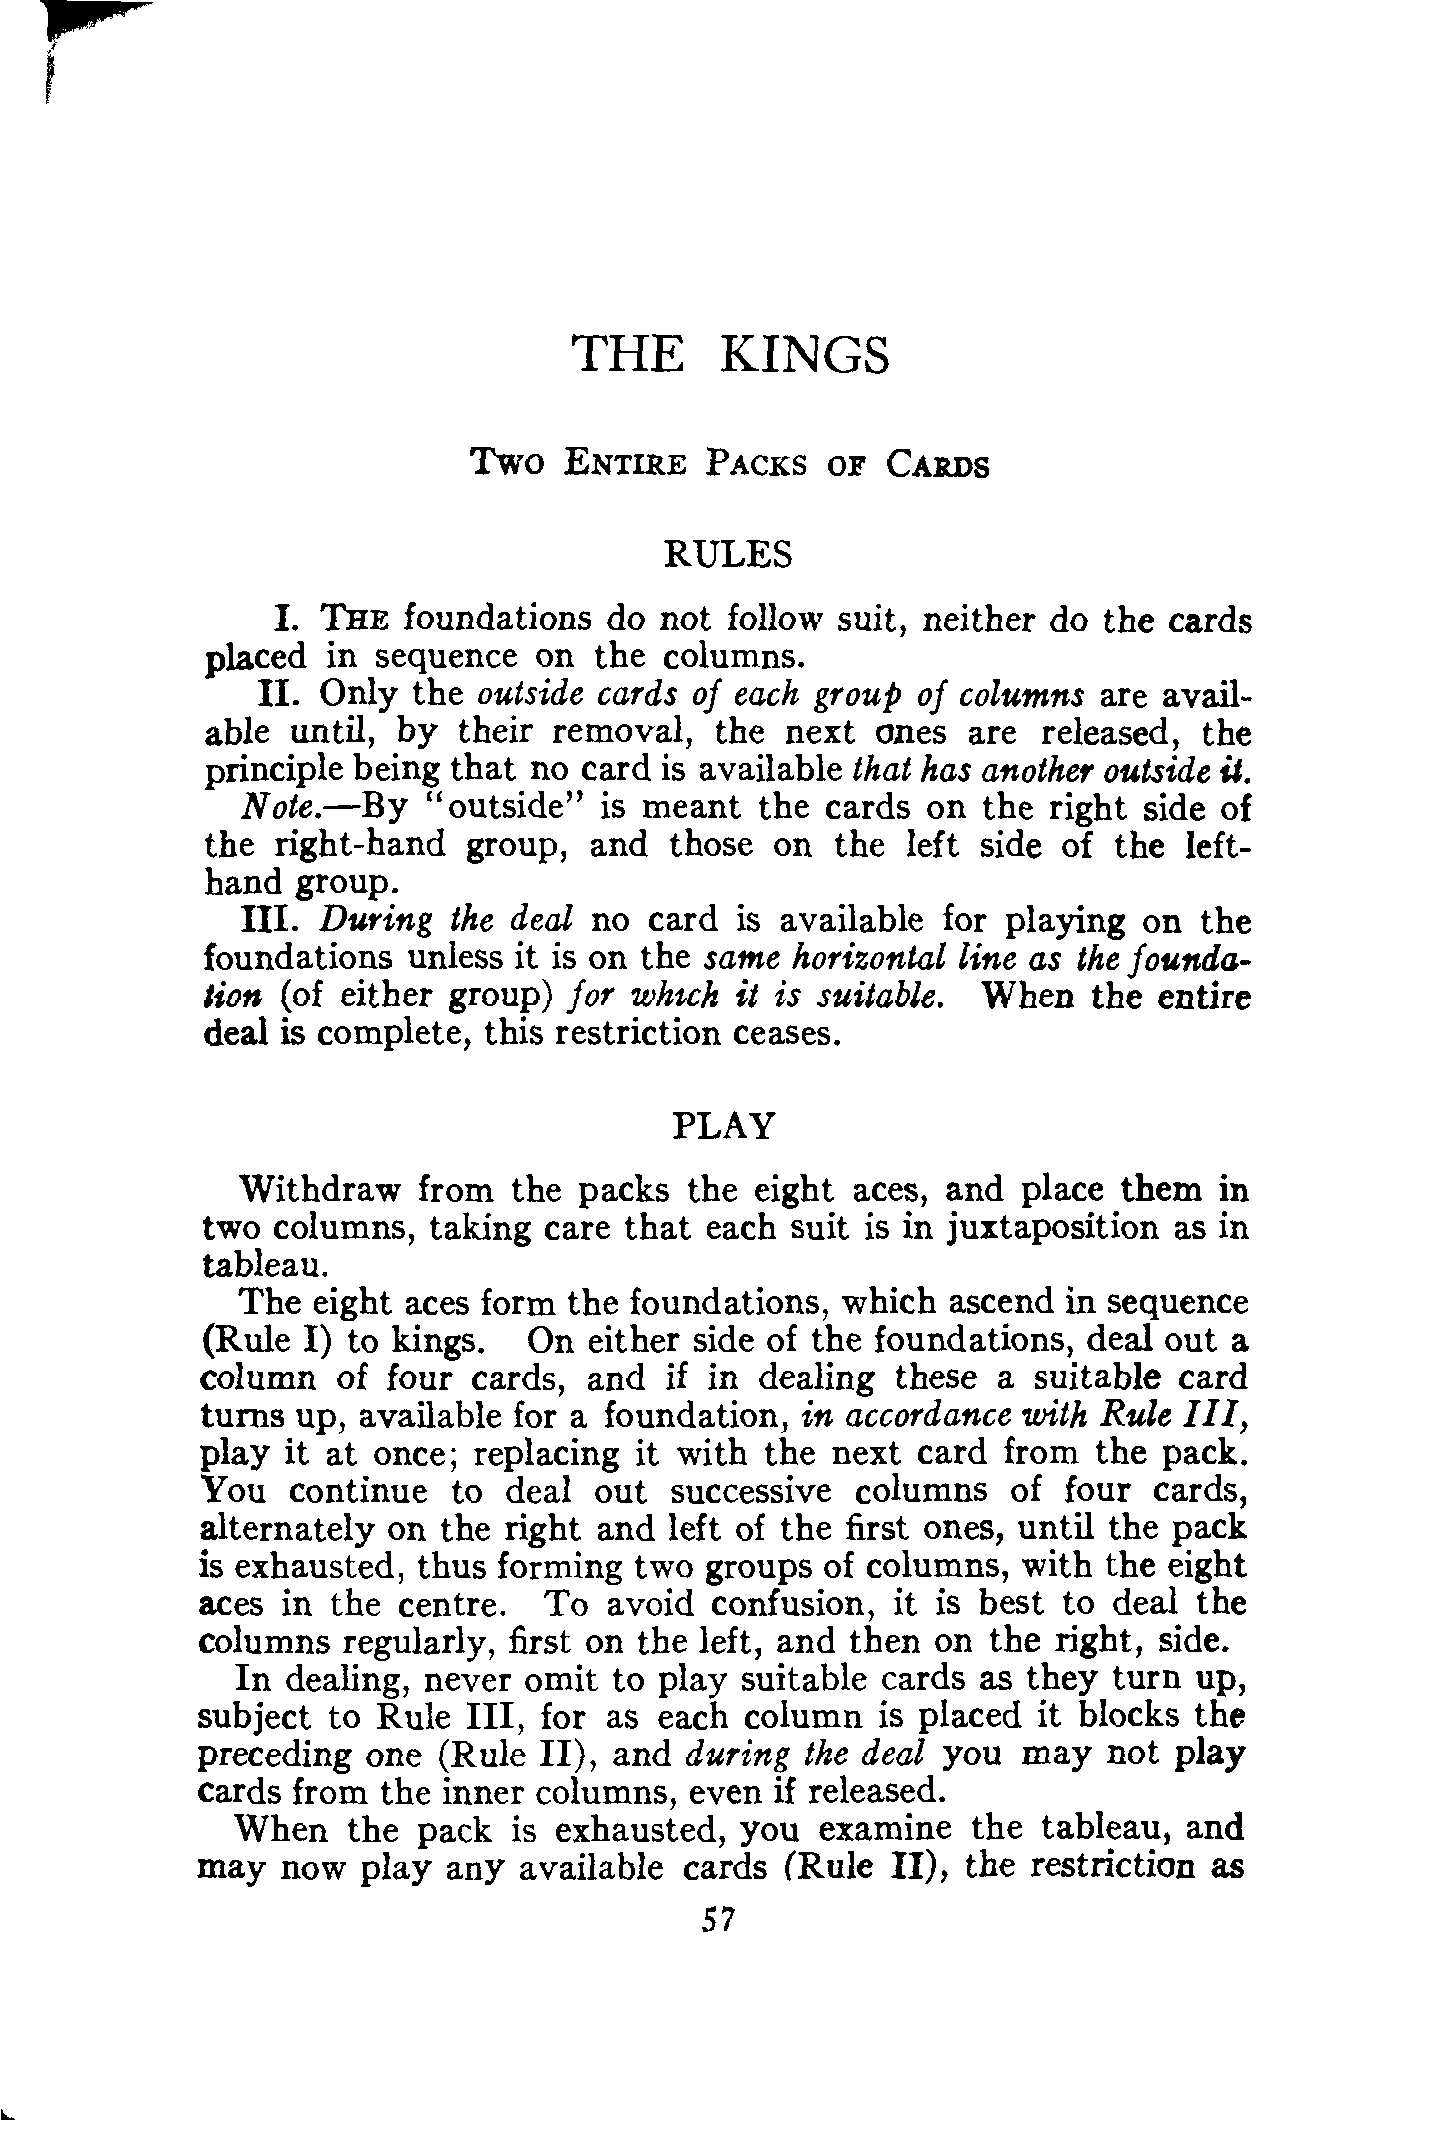 THE KINGS
Two Entire Packs of Cards
RULES
I. The foundations do not follow suit, neither do the cards
placed in sequence on the columns.
II. Only the outside cards of each group of columns are avail-
able until, by their removal, the next ones are released, the
principle being that no card is available that has another outside it.
Note.—By "outside" is meant the cards on the right side of
the right-hand group, and those on the left side of the left-
hand group.
III. During the deal no card is available for playing on the
foundations unless it is on the same horizontal line as the founda-
tion (of either group) for which it is suitable. When the entire
deal is complete, this restriction ceases.
PLAY
Withdraw from the packs the eight aces, and place them in
two columns, taking care that each suit is in juxtaposition as in
tableau.
The eight aces form the foundations, which ascend in sequence
(Rule I) to kings. On either side of the foundations, deal out a
column of four cards, and if in dealing these a suitable card
turns up, available for a foundation, in accordance with Rule III,
play it at once; replacing it with the next card from the pack.
You continue to deal out successive columns of four cards,
alternately on the right and left of the first ones, until the pack
is exhausted, thus forming two groups of columns, with the eight
aces in the centre. To avoid confusion, it is best to deal the
columns regularly, first on the left, and then on the right, side.
In dealing, never omit to play suitable cards as they turn up,
subject to Rule III, for as each column is placed it blocks the
preceding one (Rule II), and during the deal you may not play
cards from the inner columns, even if released.
When the pack is exhausted, you examine the tableau, and
may now play any available cards (Rule II), the restriction as
57